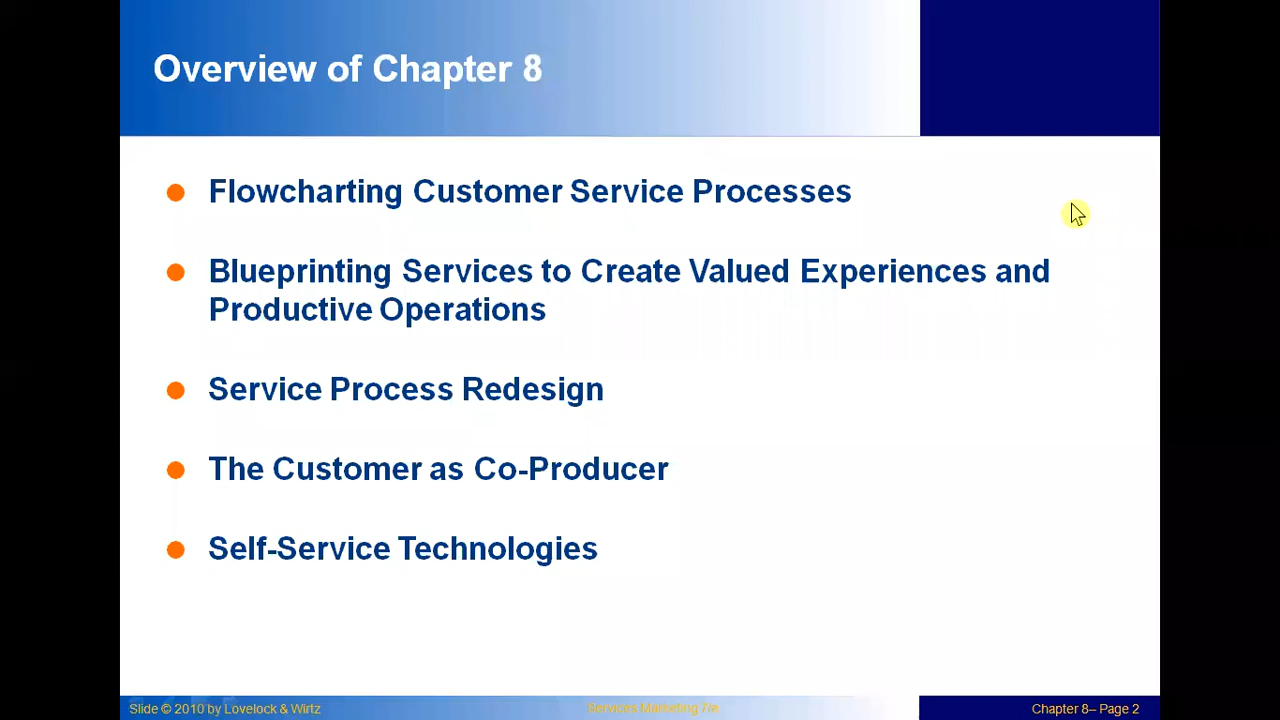 Overview of Chapter 8
Flowcharting Customer Service Processes
Blueprinting Services to Create Valued Experiences and
Productive Operations
Service Process Redesign
The Customer as Co-Producer
Self-Service Technologies
Slide © 2010 by Lovelock & Wirtz
Services Marketing 7/e
Chapter 8– Page 2